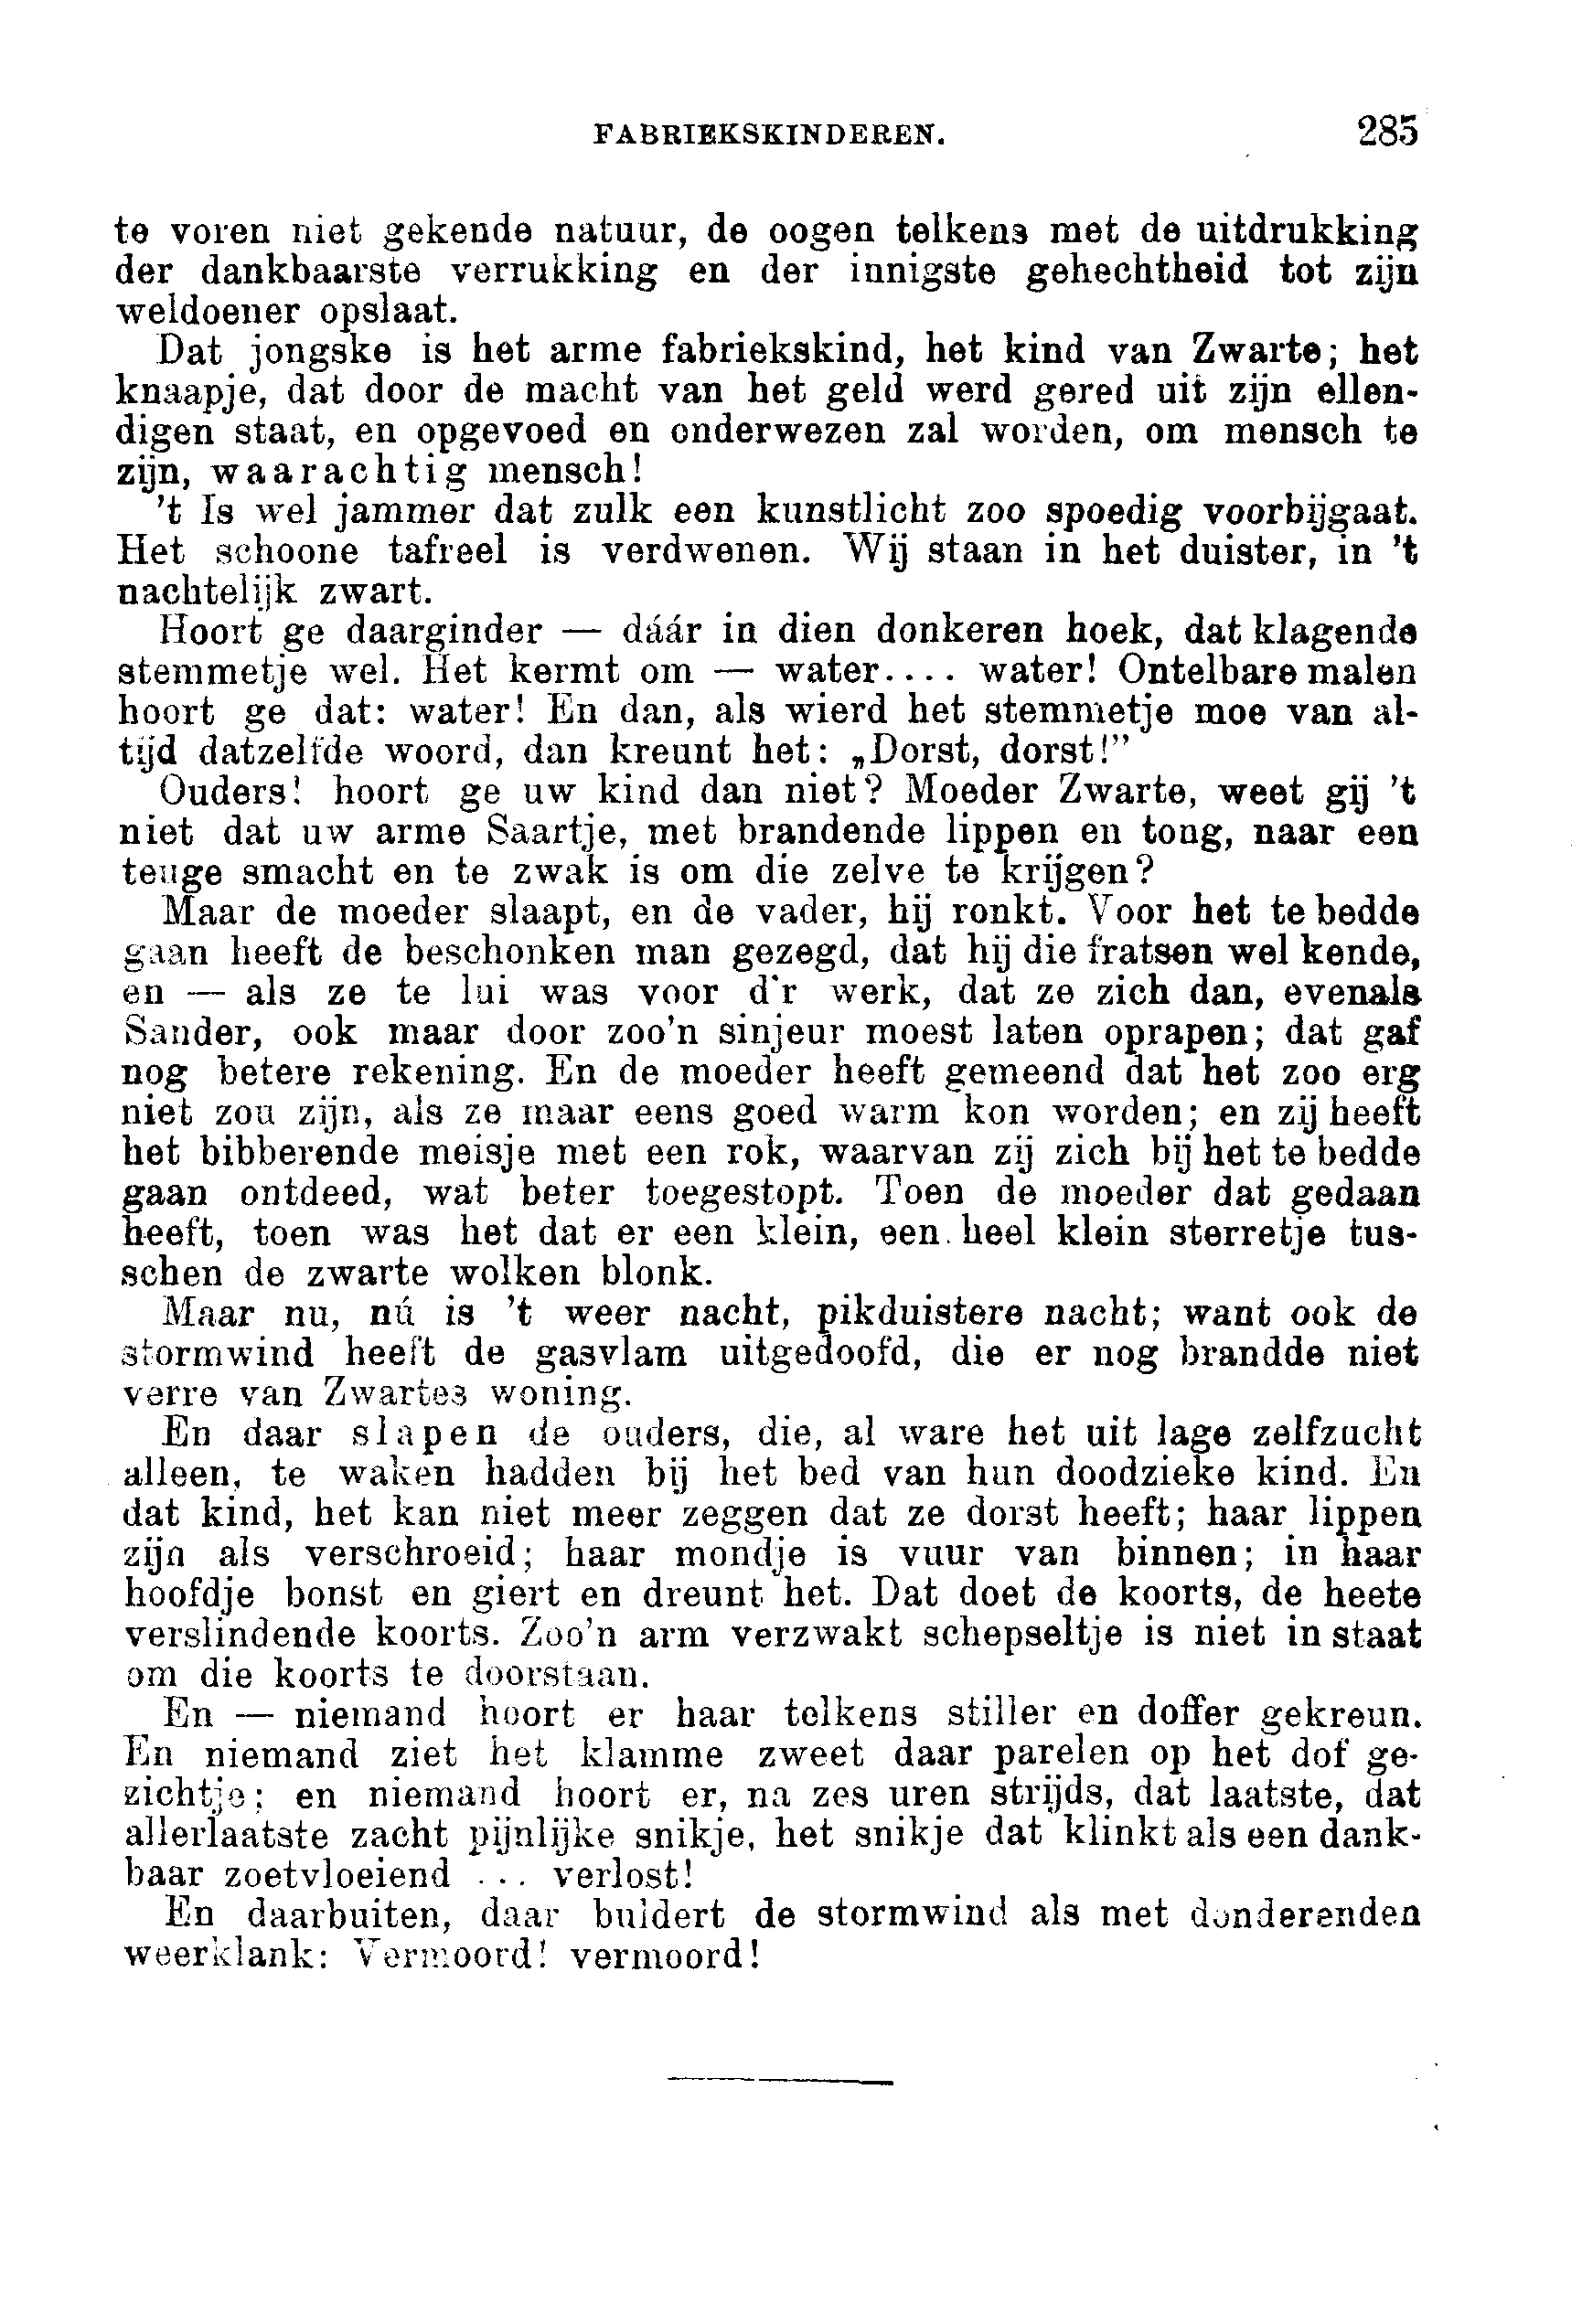 FABRIEKSKINDEREN. 285
te voren niet gekende natuur, de oogen telkens met de uitdrukking
der dankbaarste verrukking en der innigste gehechtheid tot zijn
weldoener opslaat.
Dat jongske is het arme fabriekskind, het kind van Zwarte; het
knaapje, dat door de macht van het geld werd gered uit zijn ellen-
digen staat, en opgevoed en onderwezen zal worden, om mensch te
zijn, waarachtig mensch!
't Is wel jammer dat zulk een kunstlicht zoo spoedig voorbijgaat.
Het schoone tafreel is verdwenen. Wij staan in het duister, in 't
nachtelijk zwart.
Hoort ge daarginder — dáár in dien donkeren hoek, dat klagende
stemmetje wel. Het kermt om — water.... water! Ontelbare malen
hoort ge dat: water! En dan, als wierd het stemmetje moe van al-
tijd datzelfde woord, dan kreunt het: „Dorst, dorst!”
Ouders! hoort ge uw kind dan niet? Moeder Zwarte, weet gij 't
niet dat uw arme Saartje, met brandende lippen en tong, naar een
teuge smacht en te zwak is om die zelve te krijgen?
Maar de moeder slaapt, en de vader, hij ronkt. Voor het te bedde
gaan heeft de beschonken man gezegd, dat hij die fratsen wel kende,
en — als ze te lui was voor d'r werk, dat ze zich dan, evenals
Sander, ook maar door zoo'n sinjeur moest laten oprapen; dat gaf
nog betere rekening. En de moeder heeft gemeend dat het zoo erg
niet zou zijn, als ze maar eens goed warm kon worden; en zij heeft
het bibberende meisje met een rok, waarvan zij zich bij het te bedde
gaan ontdeed, wat beter toegestopt. Toen de moeder dat gedaan
heeft, toen was het dat er een klein, een heel klein sterretje tus-
schen de zwarte wolken blonk.
Maar nu, nú is 't weer nacht, pikduistere nacht; want ook de
stormwind heeft de gasvlam uitgedoofd, die er nog brandde niet
verre van Zwartes woning.
En daar slapen de ouders, die, al ware het uit lage zelfzucht
alleen, te waken hadden bij het bed van hun doodzieke kind. En
dat kind, het kan niet meer zeggen dat ze dorst heeft; haar lippen
zijn als verschroeid; haar mondje is vuur van binnen; in haar
hoofdje bonst en giert en dreunt het. Dat doet de koorts, de heete
verslindende koorts. Zoo'n arm verzwakt schepseltje is niet in staat
om die koorts te doorstaan.
En — niemand hoort er haar telkens stiller en doffer gekreun.
En niemand ziet het klamme zweet daar parelen op het dof ge-
zichtje; en niemand hoort er, na zes uren strijds, dat laatste, dat
allerlaatste zacht pijnlijke snikje, het snikje dat klinkt als een dank-
baar zoetvloeiend ... verlost!
En daarbuiten, daar buldert de stormwind als met donderenden
weerklank: Vermoord! vermoord!